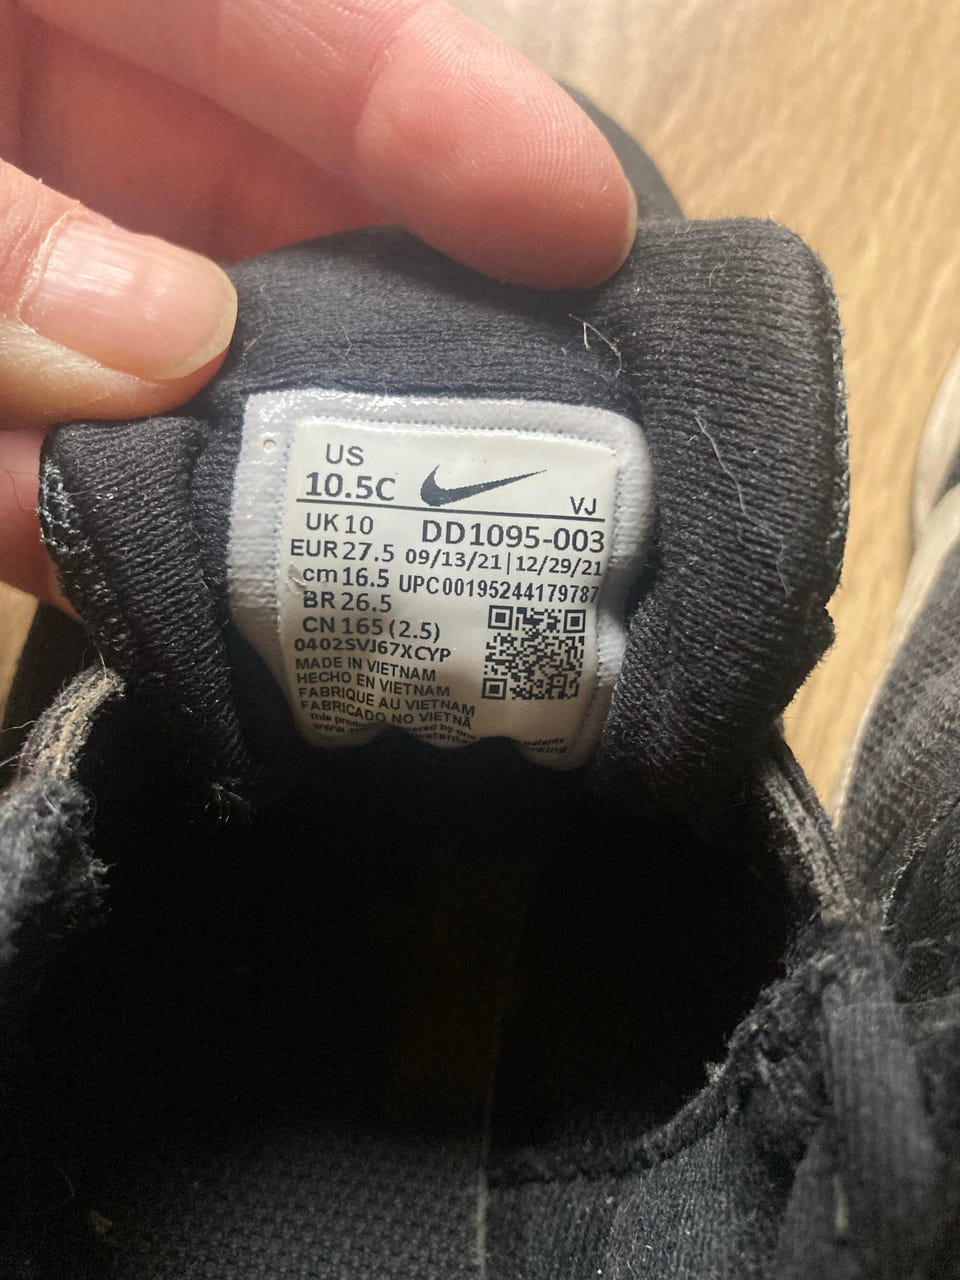 US
10.5C
VJ
UK 10 DD1095-003
EUR 27.5 09/13/21|12/29/21
cm 16.5 UPC 00195244179787
BR 26.5
CN 165 (2.5)
0402SVJ67XCYP
MADE IN VIETNAM
HECHO EN VIETNAM
FABRIQUE AU VIETNAM
FABRICADO NO VIETNÃ
by one